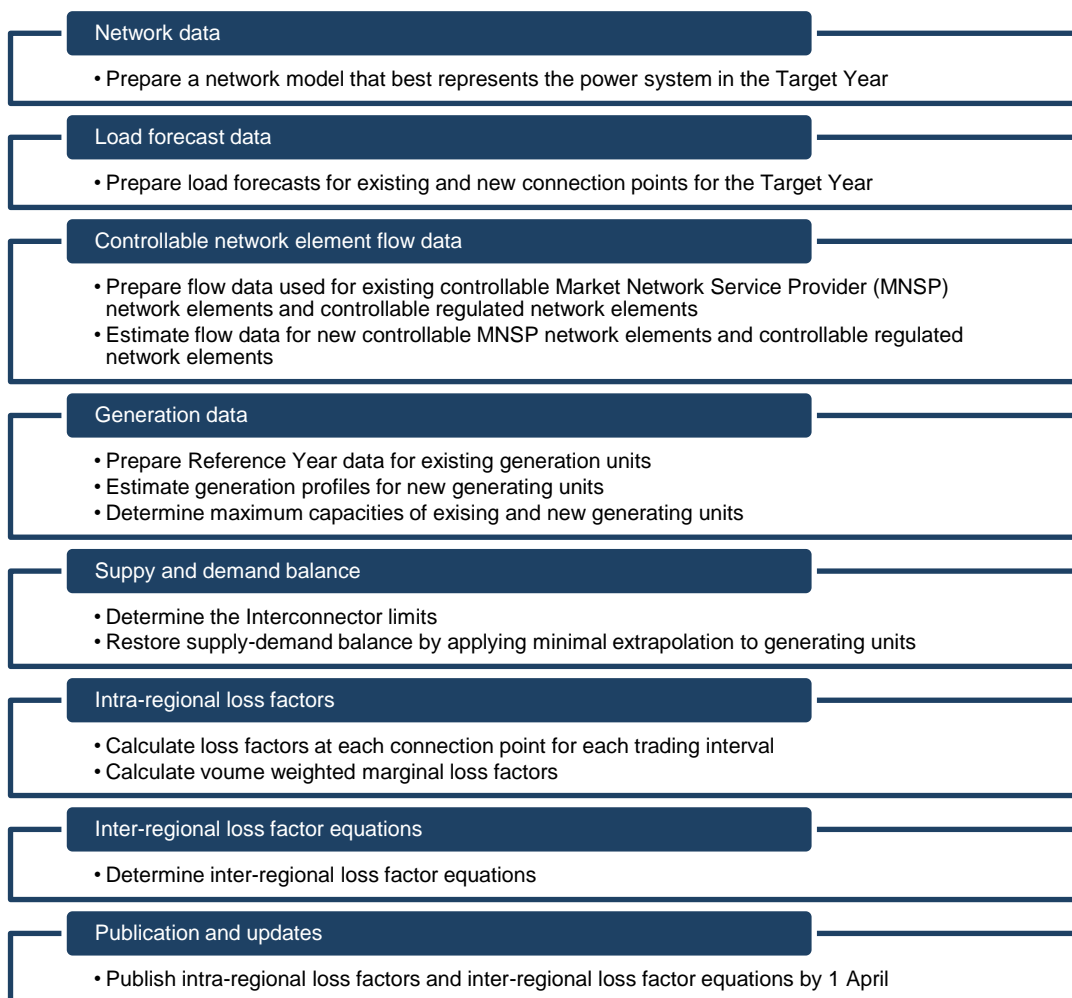 Network data
• Prepare a network model that best represents the power system in the Target Year
Load forecast data
• Prepare load forecasts for existing and new connection points for the Target Year
Controllable network element flow data
• Prepare flow data used for existing controllable Market Network Service Provider (MNSP)
network elements and controllable regulated network elements
• Estimate flow data for new controllable MNSP network elements and controllable regulated
network elements
Generation data
• Prepare Reference Year data for existing generation units
• Estimate generation profiles for new generating units
• Determine maximum capacities of exising and new generating units
Suppy and demand balance
• Determine the Interconnector limits
• Restore supply-demand balance by applying minimal extrapolation to generating units
Intra-regional loss factors
• Calculate loss factors at each connection point for each trading interval
• Calculate voume weighted marginal loss factors
Inter-regional loss factor equations
• Determine inter-regional loss factor equations
Publication and updates
• Publish intra-regional loss factors and inter-regional loss factor equations by 1 April